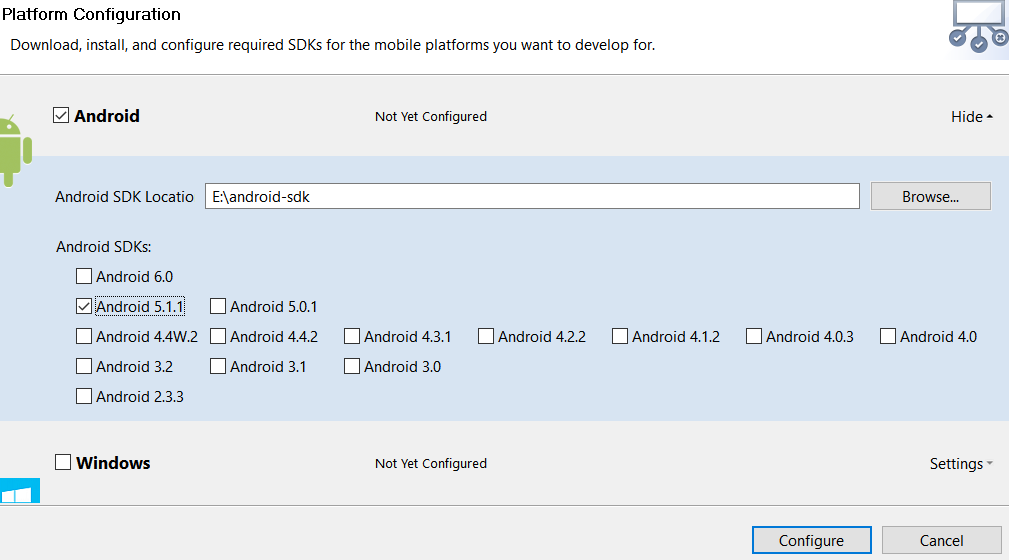 Platform Configuration
Download, install, and configure required SDKs for the mobile platforms you want to develop for.
Android Not Yet Configured Hide
Android SDK Locatio E:\android-sdk Browse...
Android SDKs:
Android 6.0
Android 5.1.1 Android 5.0.1
Android 4.4W.2 Android 4.4.2 Android 4.3.1 Android 4.2.2 Android 4.1.2 Android 4.0.3 Android 4.0
Android 3.2 Android 3.1 Android 3.0
Android 2.3.3
Windows Not Yet Configured Settings
Configure Cancel